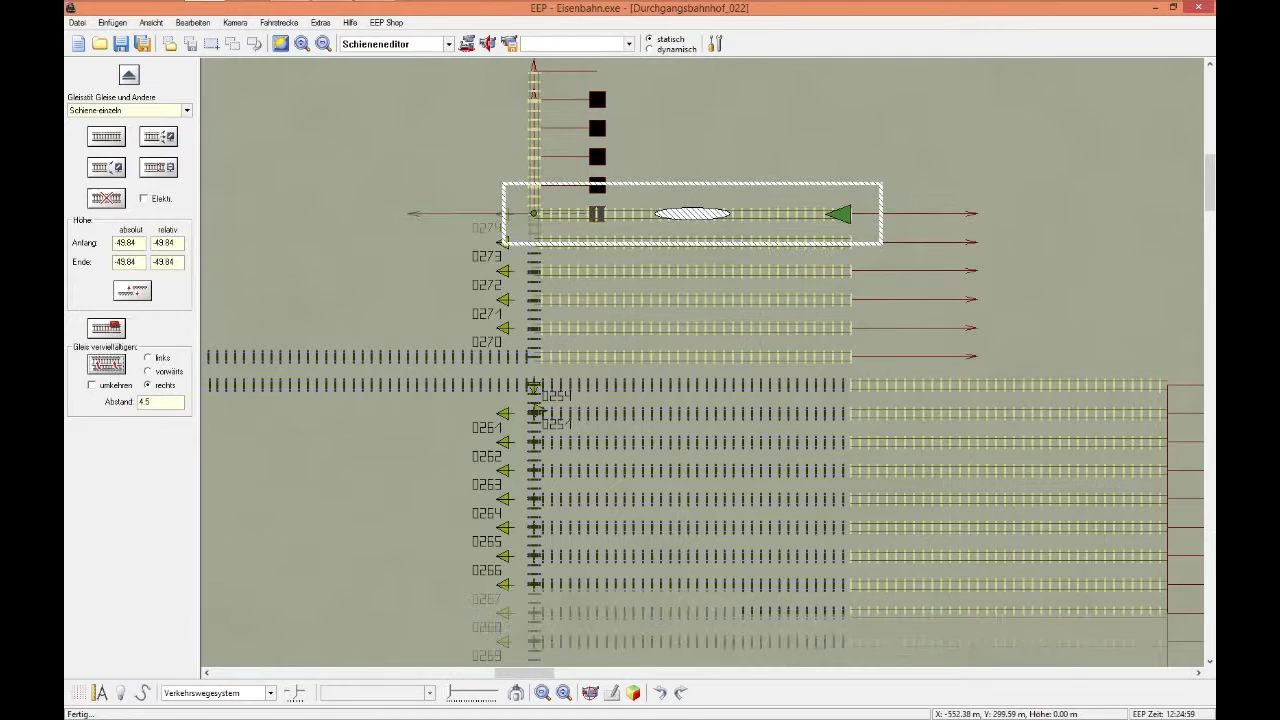 EEP - Eisenbahn.exe - [Durchgangsbahnhof_022]
Datei Einfügen Ansicht Bearbeiten Kamera Fahrstrecke Extras Hilfe EEP Shop
Schieneneditor
statisch
dynamisch
Gleisstil Gleise und Andere
Schiene-einzeln
Elektr.
Höhe:
absolut relativ
Anfang: -49.84 -49.84
Ende: -49.84 -49.84
Gleis vervielfältigen:
links
vorwärts
umkehren rechts
Abstand: 4.5
0274
0273
0272
0271
0270
0254
0251
0261
0262
0263
0264
0265
0266
0267
0268
0269
Verkehrswegesystem
Fertig... X: -552.38 m, Y: 299.59 m, Höhe: 0.00 m EEP Zeit: 12:24:59